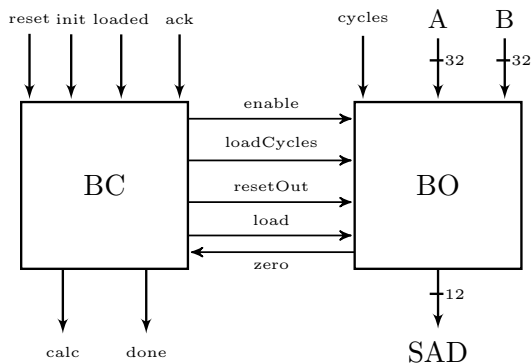 reset init loaded ack cycles A B
32 32
enable
loadCycles
BC BO
resetOut
load
zero
12
calc done SAD